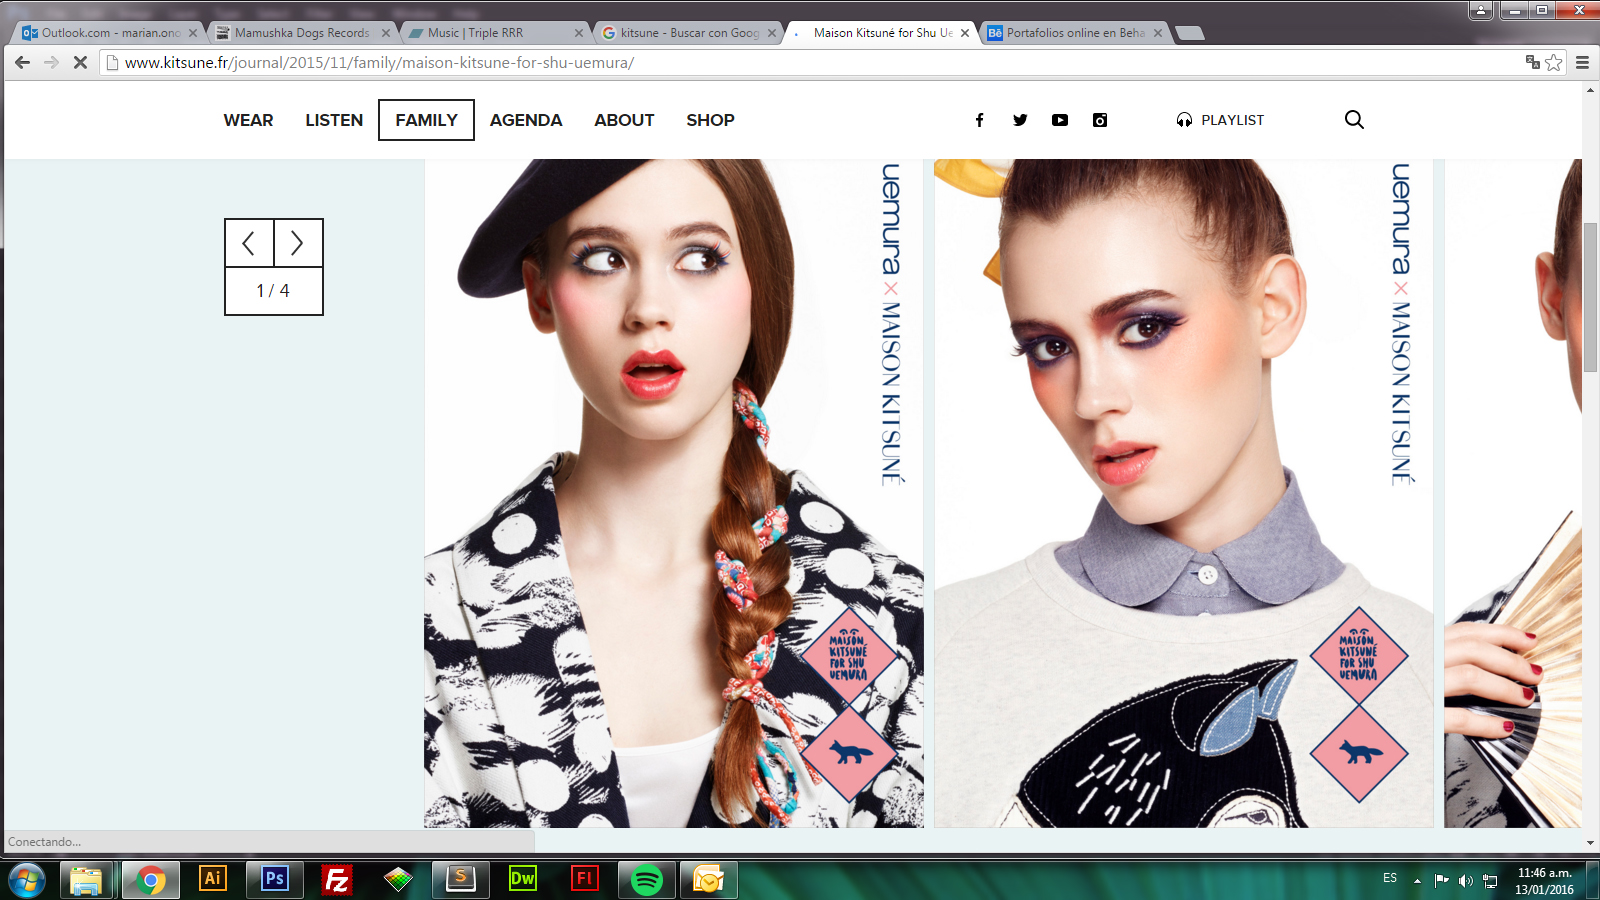 Outlook.com - marian.ono
Mamushka Dogs Records
Music | Triple RRR
kitsune - Buscar con Goog
Maison Kitsuné for Shu Ue
Portafolios online en Beha
www.kitsune.fr/journal/2015/11/family/maison-kitsune-for-shu-uemura/
WEAR
LISTEN
FAMILY
AGENDA
ABOUT
SHOP
PLAYLIST
1 / 4
uemura × MAISON KITSUNÉ
MAISON
KITSUNÉ
FOR SHU
UEMURA
uemura × MAISON KITSUNÉ
MAISON
KITSUNÉ
FOR SHU
UEMURA
Conectando...
Ai
Ps
Fz
S
Dw
Fl
ES
11:46 a.m.
13/01/2016